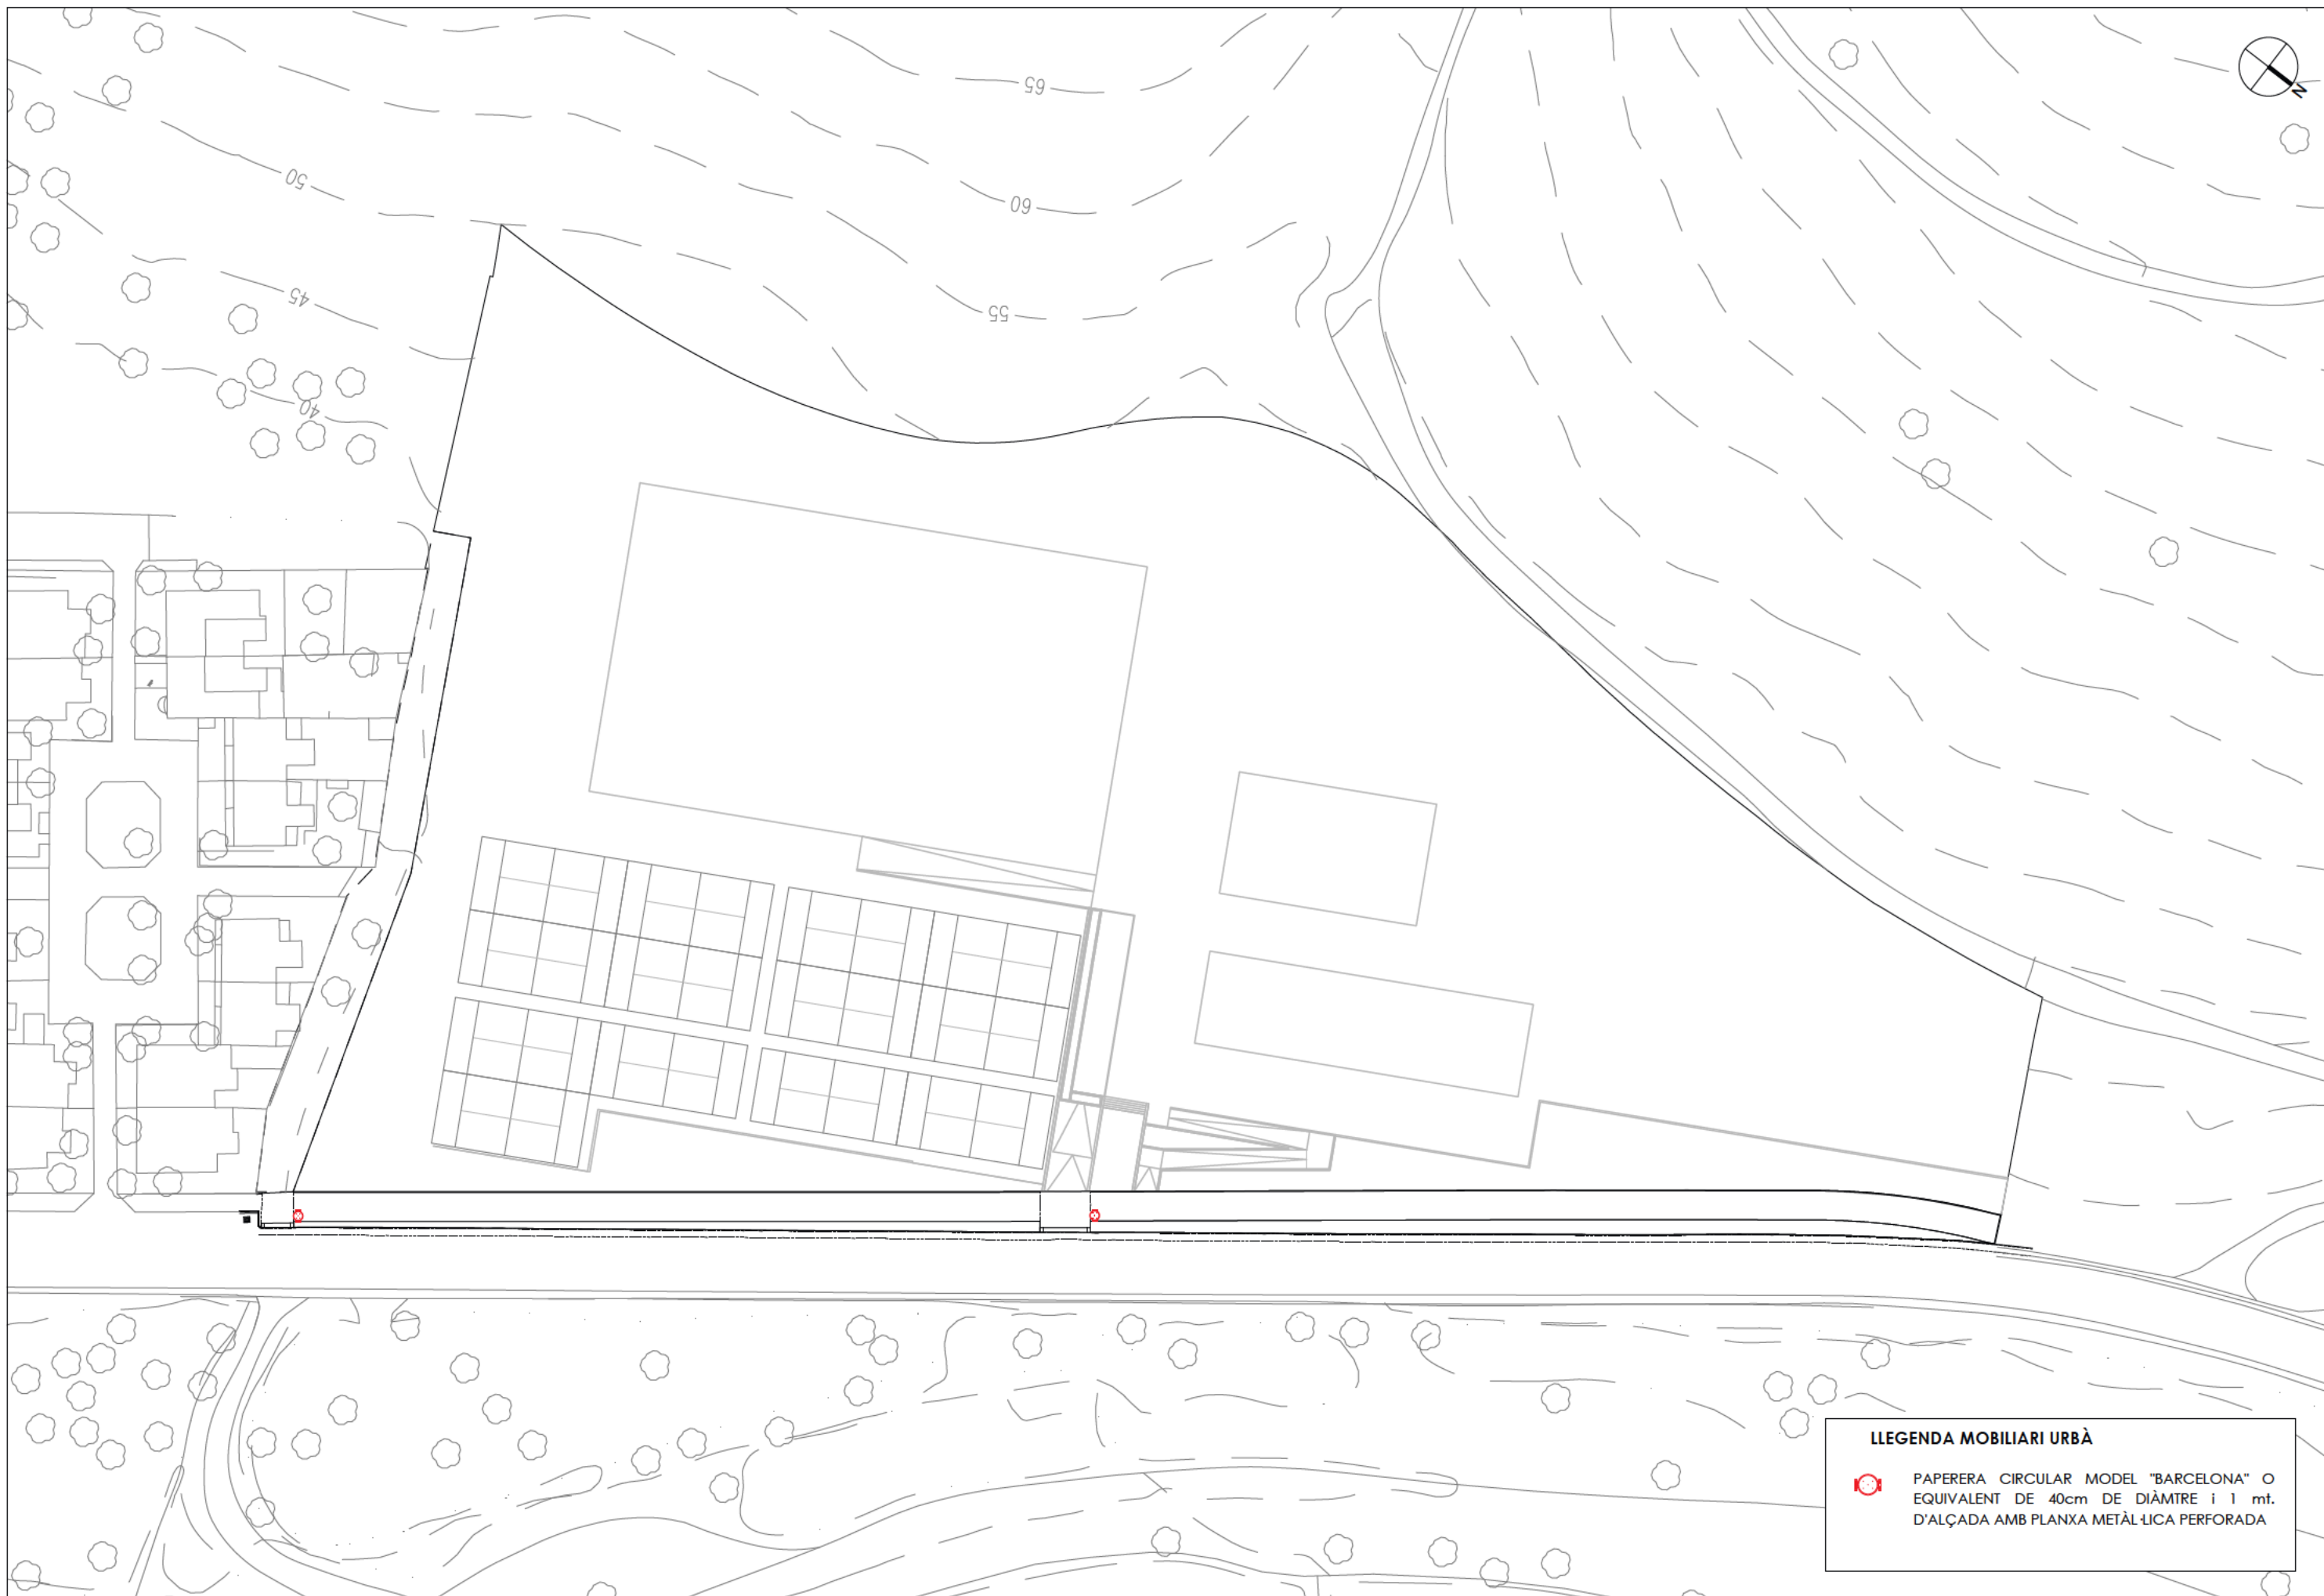 65
N
50
60
45
55
40
LLEGENDA MOBILIARI URBÀ
PAPERERA CIRCULAR MODEL "BARCELONA" O
EQUIVALENT DE 40cm DE DIÀMTRE i 1 mt.
D'ALÇADA AMB PLANXA METÀL·LICA PERFORADA